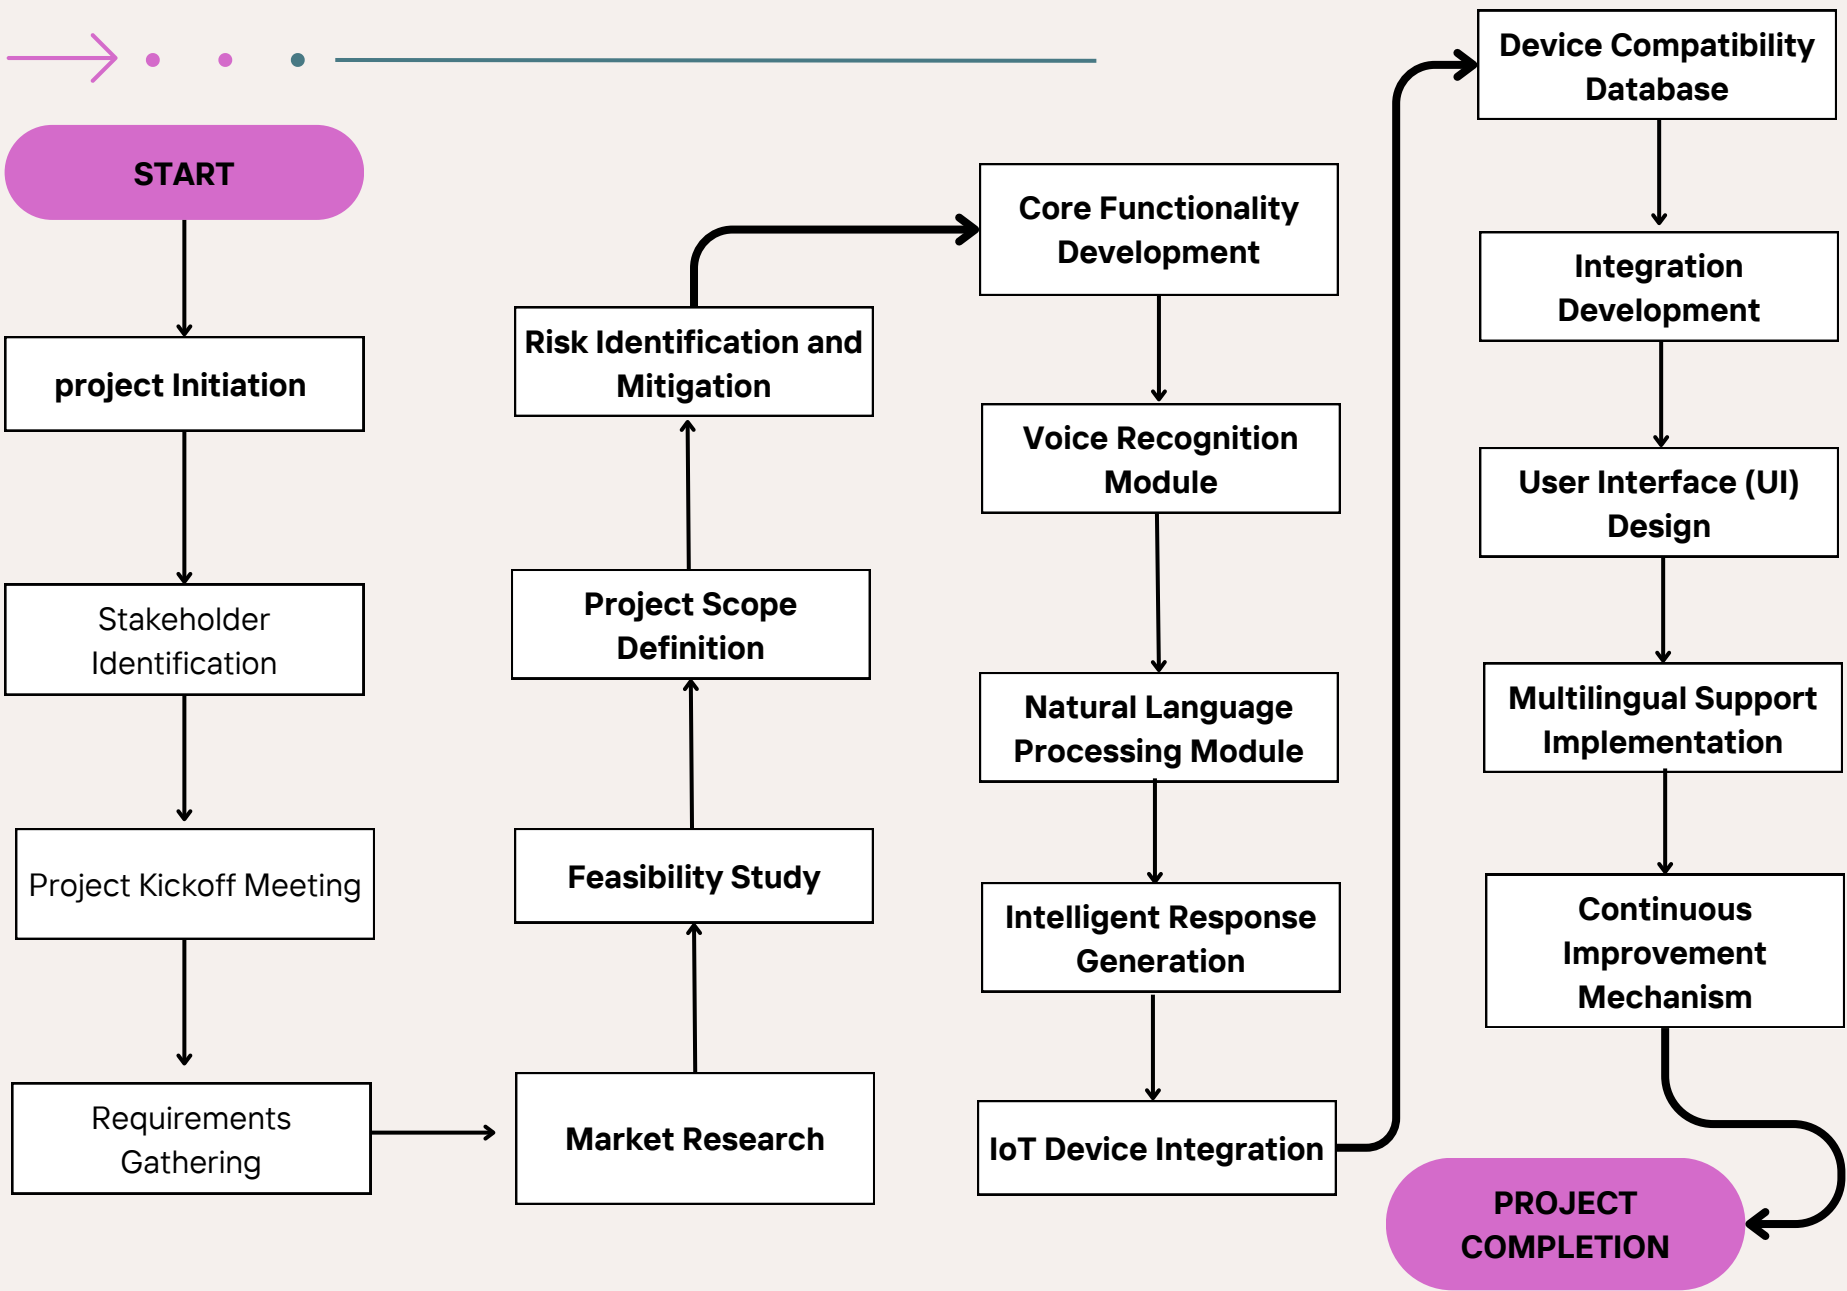 START
project Initiation
Stakeholder
Identification
Project Kickoff Meeting
Requirements
Gathering
Market Research
Feasibility Study
Project Scope
Definition
Risk Identification and
Mitigation
Core Functionality
Development
Voice Recognition
Module
Natural Language
Processing Module
Intelligent Response
Generation
IoT Device Integration
Device Compatibility
Database
Integration
Development
User Interface (UI)
Design
Multilingual Support
Implementation
Continuous
Improvement
Mechanism
PROJECT
COMPLETION